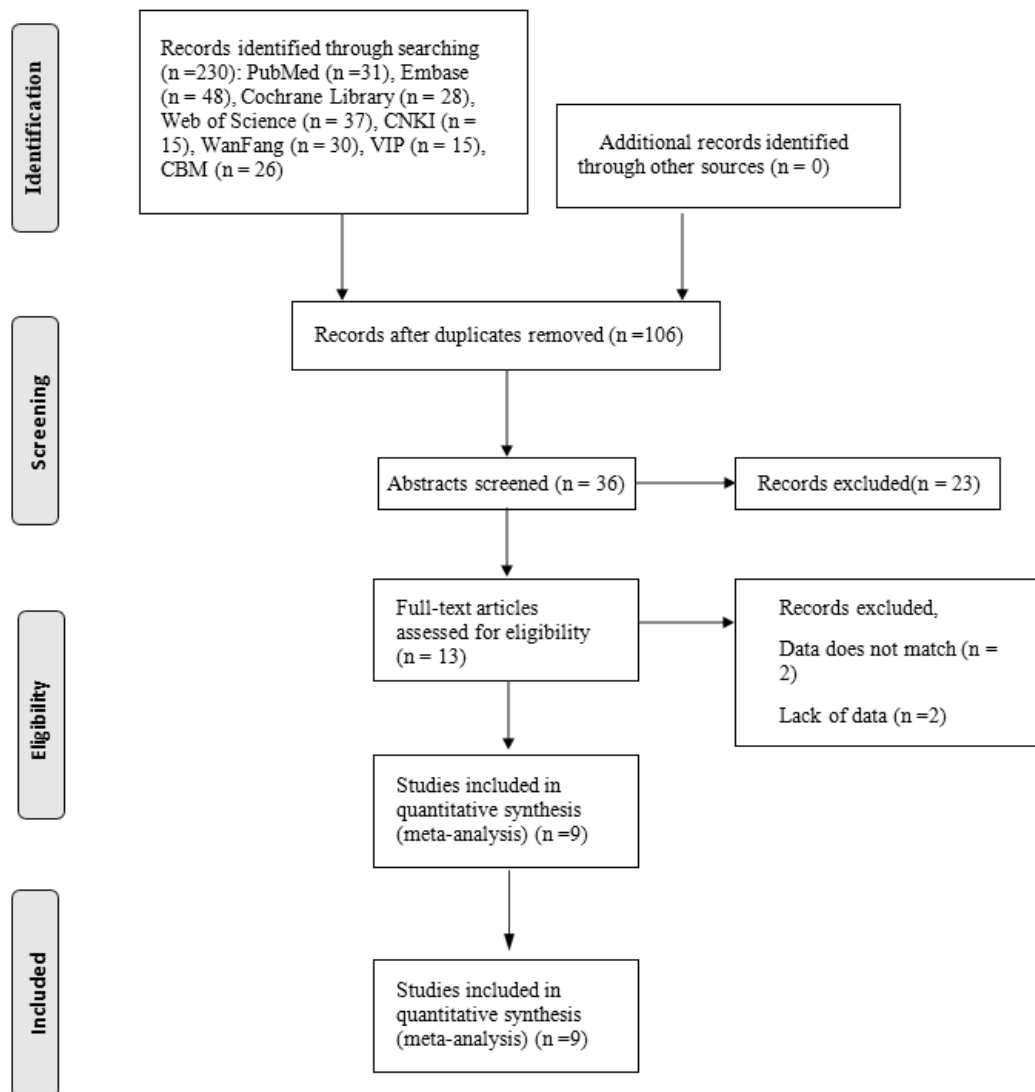 Identification
Records identified through searching
(n =230): PubMed (n =31), Embase
(n = 48), Cochrane Library (n = 28),
Web of Science (n = 37), CNKI (n =
15), WanFang (n = 30), VIP (n = 15),
CBM (n = 26)
Additional records identified
through other sources (n = 0)
Screening
Records after duplicates removed (n =106)
Abstracts screened (n = 36)
Records excluded(n = 23)
Eligibility
Full-text articles
assessed for eligibility
(n = 13)
Records excluded,
Data does not match (n =
2)
Lack of data (n =2)
Studies included in
quantitative synthesis
(meta-analysis) (n =9)
Included
Studies included in
quantitative synthesis
(meta-analysis) (n =9)